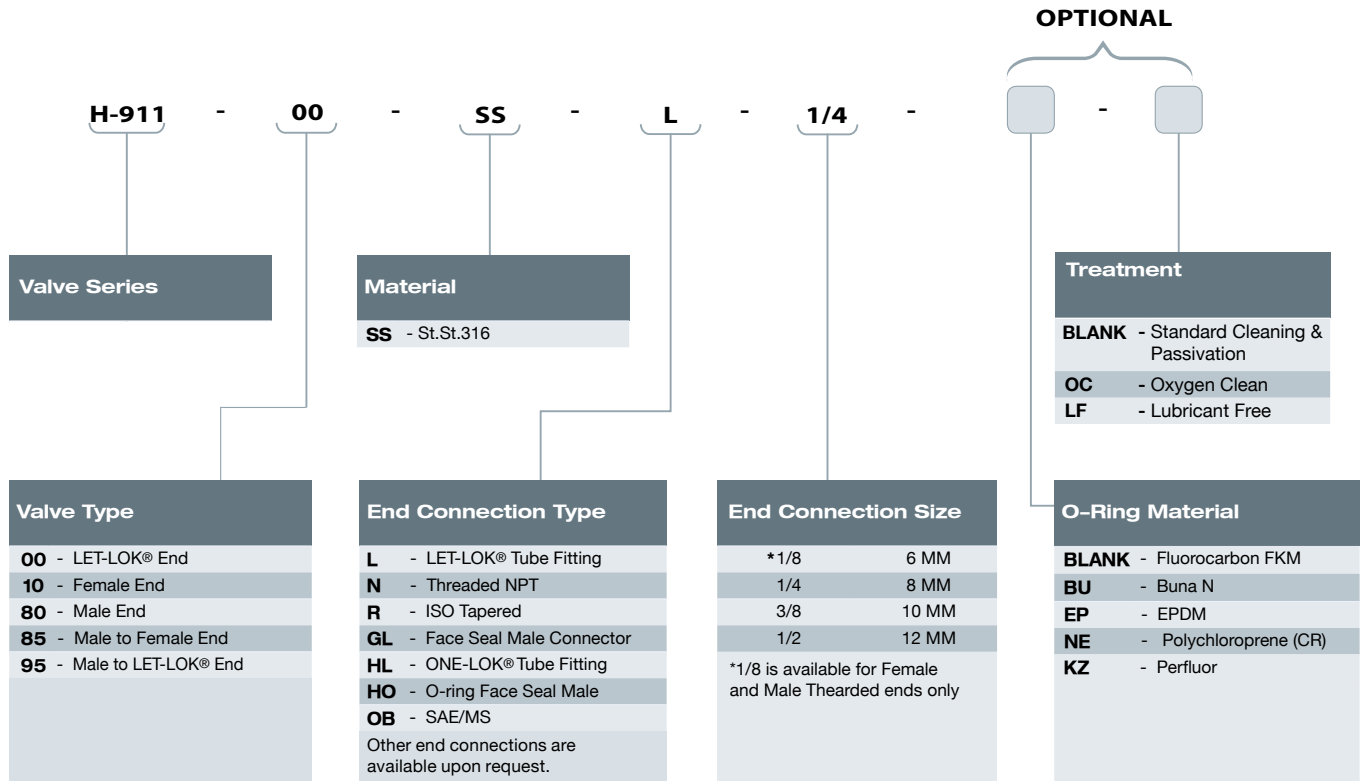 OPTIONAL
H-911 - 00 - SS - L - 1/4 - -
Valve Series
Material
SS - St.St.316
Treatment
BLANK - Standard Cleaning &
Passivation
OC - Oxygen Clean
LF - Lubricant Free
Valve Type
00 - LET-LOK® End
10 - Female End
80 - Male End
85 - Male to Female End
95 - Male to LET-LOK® End
End Connection Type
L - LET-LOK® Tube Fitting
N - Threaded NPT
R - ISO Tapered
GL - Face Seal Male Connector
HL - ONE-LOK® Tube Fitting
HO - O-ring Face Seal Male
OB - SAE/MS
Other end connections are
available upon request.
End Connection Size
*1/8 6 MM
1/4 8 MM
3/8 10 MM
1/2 12 MM
*1/8 is available for Female
and Male Thearded ends only
O-Ring Material
BLANK - Fluorocarbon FKM
BU - Buna N
EP - EPDM
NE - Polychloroprene (CR)
KZ - Perfluor